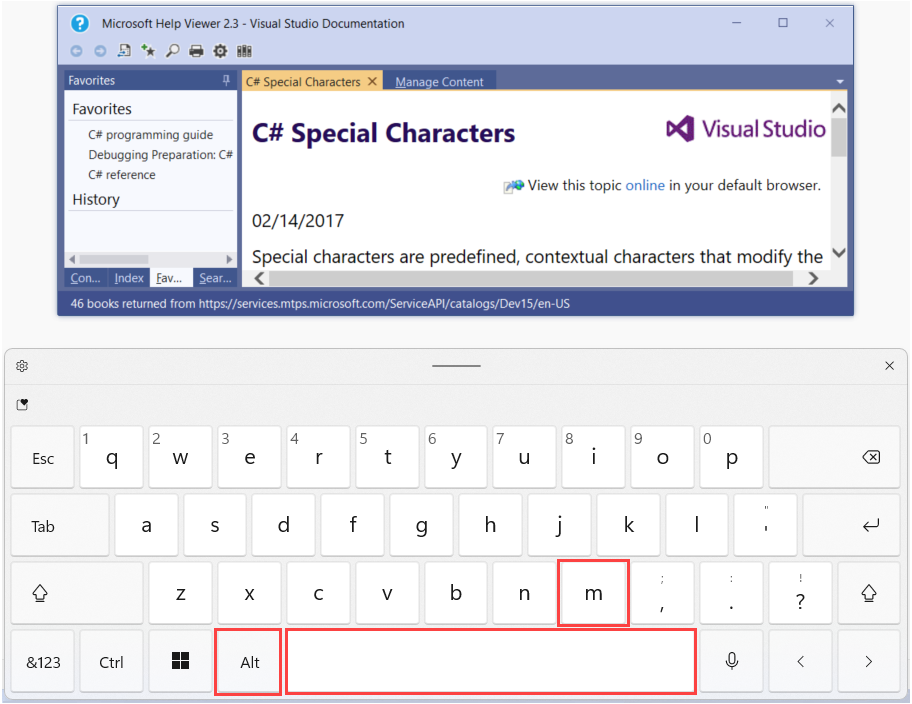 Microsoft Help Viewer 2.3 - Visual Studio Documentation
Favorites
C# Special Characters
Manage Content
Favorites
C# programming guide
Debugging Preparation: C#
C# reference
History
Con...
Index
Fav...
Sear...
C# Special Characters
Visual Studio
View this topic online in your default browser.
02/14/2017
Special characters are predefined, contextual characters that modify the
46 books returned from https://services.mtps.microsoft.com/ServiceAPI/catalogs/Dev15/en-US
Esc 1 q 2 w 3 e 4 r 5 t 6 y 7 u 8 i 9 o 0 p
Tab a s d f g h j k l " '
z x c v b n m ; , : . ! ?
&123 Ctrl Alt < >